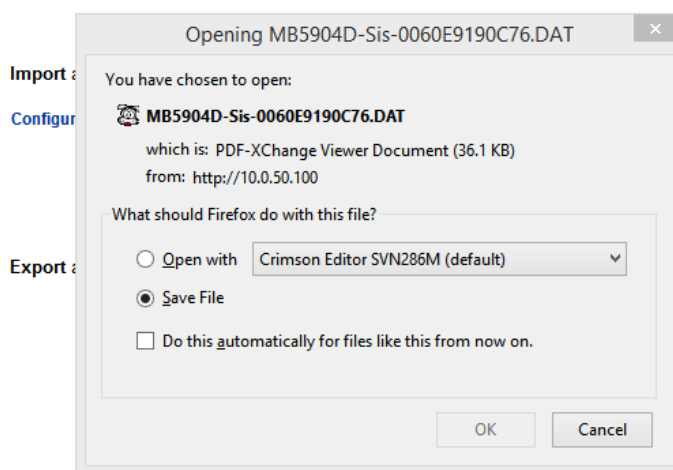 Opening MB5904D-Sis-0060E9190C76.DAT
Import a
You have chosen to open:
Configur
MB5904D-Sis-0060E9190C76.DAT
which is: PDF-XChange Viewer Document (36.1 KB)
from: http://10.0.50.100
What should Firefox do with this file?
Export a
Open with Crimson Editor SVN286M (default)
Save File
Do this automatically for files like this from now on.
OK Cancel